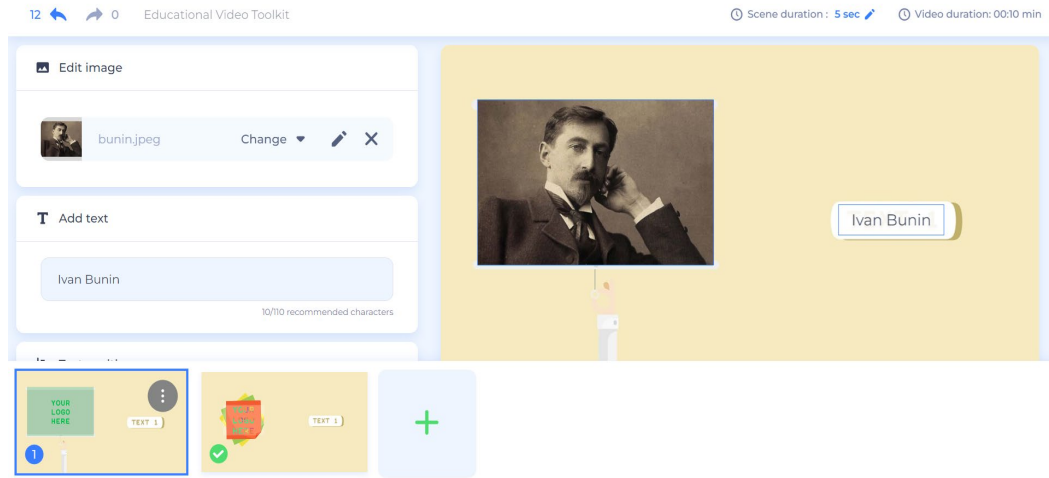 12 0 Educational Video Toolkit Scene duration : 5 sec Video duration: 00:10 min
Edit image
bunin.jpeg Change
T Add text
Ivan Bunin
10/110 recommended characters
Ivan Bunin
YOUR
LOGO
HERE
TEXT 1
1
TEXT 1